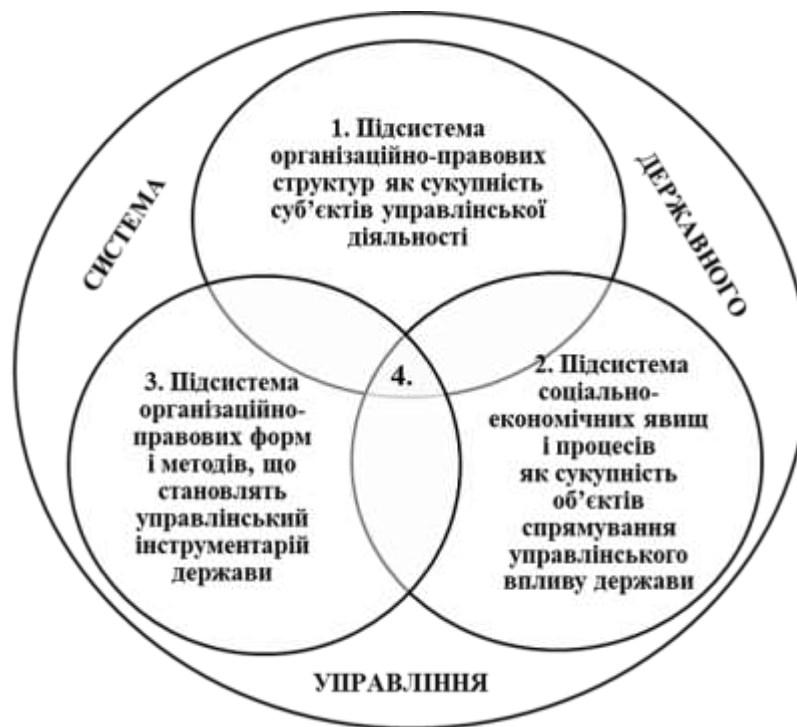 СИСТЕМА
ДЕРЖАВНОГО
1. Підсистема
організаційно-правових
структур як сукупність
суб’єктів управлінської
діяльності
4.
3. Підсистема
організаційно-
правових форм
і методів, що
становлять
управлінський
інструментарій
держави
2. Підсистема
соціально-
економічних явищ
і процесів
як сукупність
об’єктів
спрямування
управлінського
впливу держави
УПРАВЛІННЯ